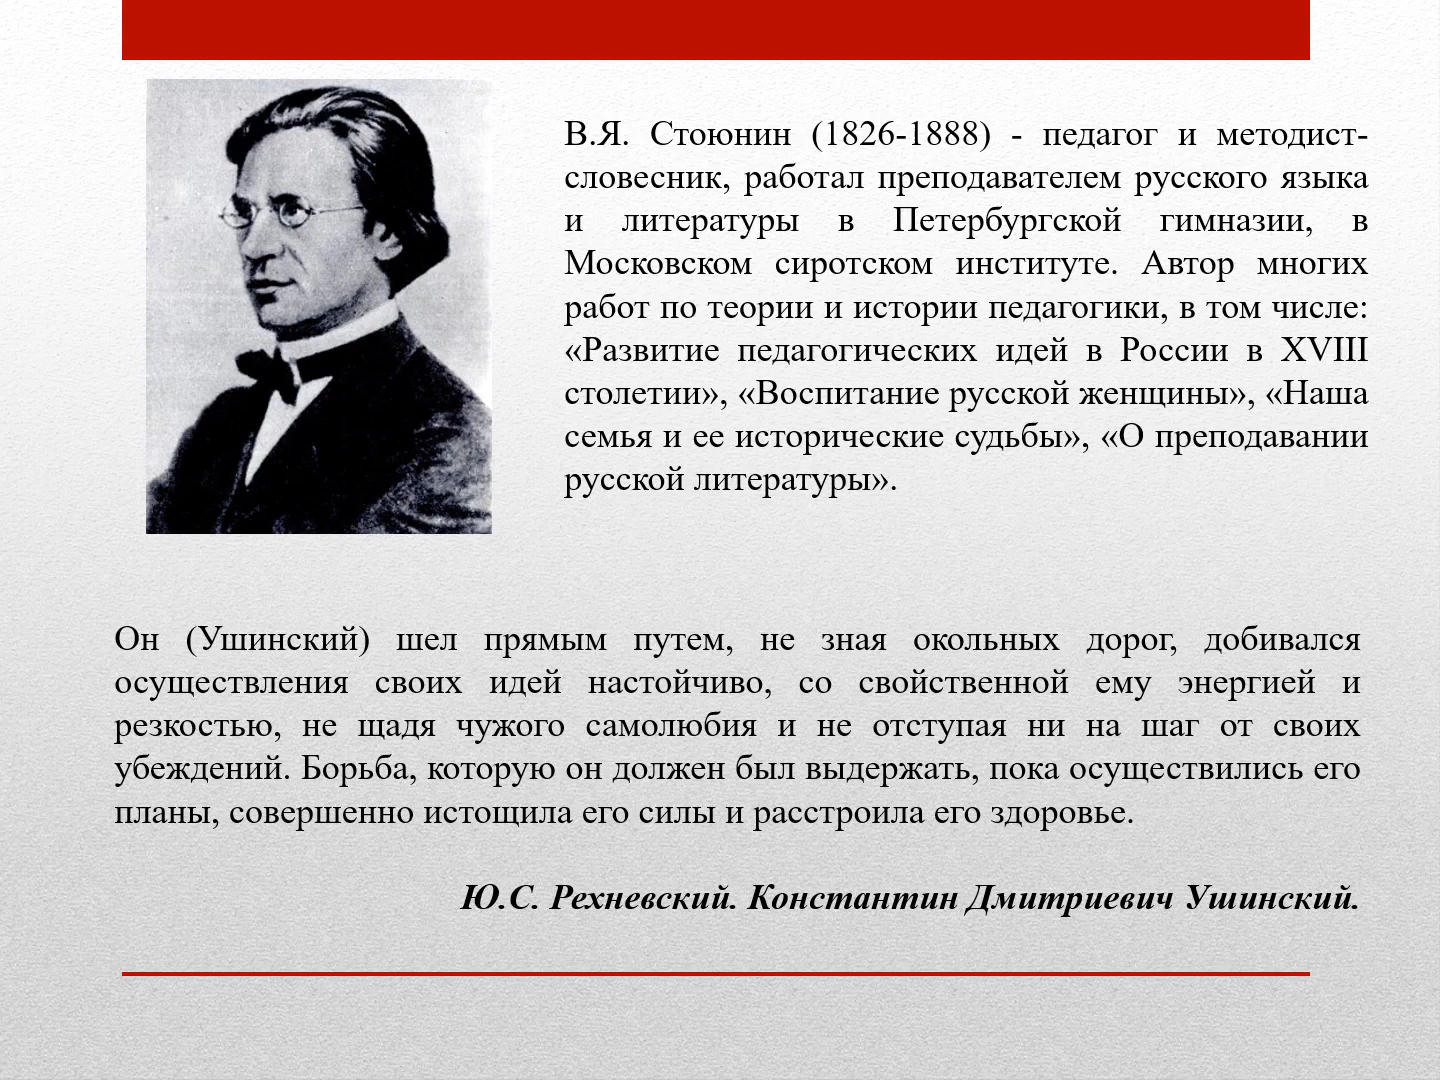 В.Я. Стоюнин (1826-1888) - педагог и методист-
словесник, работал преподавателем русского языка
и литературы в Петербургской гимназии, в
Московском сиротском институте. Автор многих
работ по теории и истории педагогики, в том числе:
«Развитие педагогических идей в России в XVIII
столетии», «Воспитание русской женщины», «Наша
семья и ее исторические судьбы», «О преподавании
русской литературы».
Он (Ушинский) шел прямым путем, не зная окольных дорог, добивался
осуществления своих идей настойчиво, со свойственной ему энергией и
резкостью, не щадя чужого самолюбия и не отступая ни на шаг от своих
убеждений. Борьба, которую он должен был выдержать, пока осуществились его
планы, совершенно истощила его силы и расстроила его здоровье.
Ю.С. Рехневский. Константин Дмитриевич Ушинский.